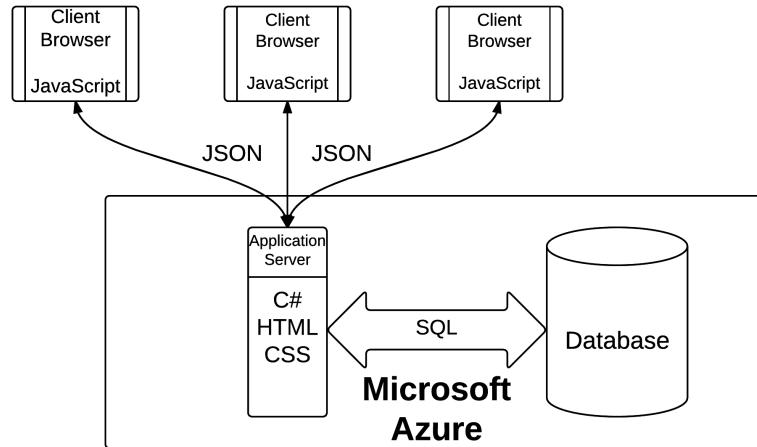 Client
Browser
JavaScript
Client
Browser
JavaScript
Client
Browser
JavaScript
JSON
JSON
Application
Server
C#
HTML
CSS
SQL
Database
Microsoft
Azure